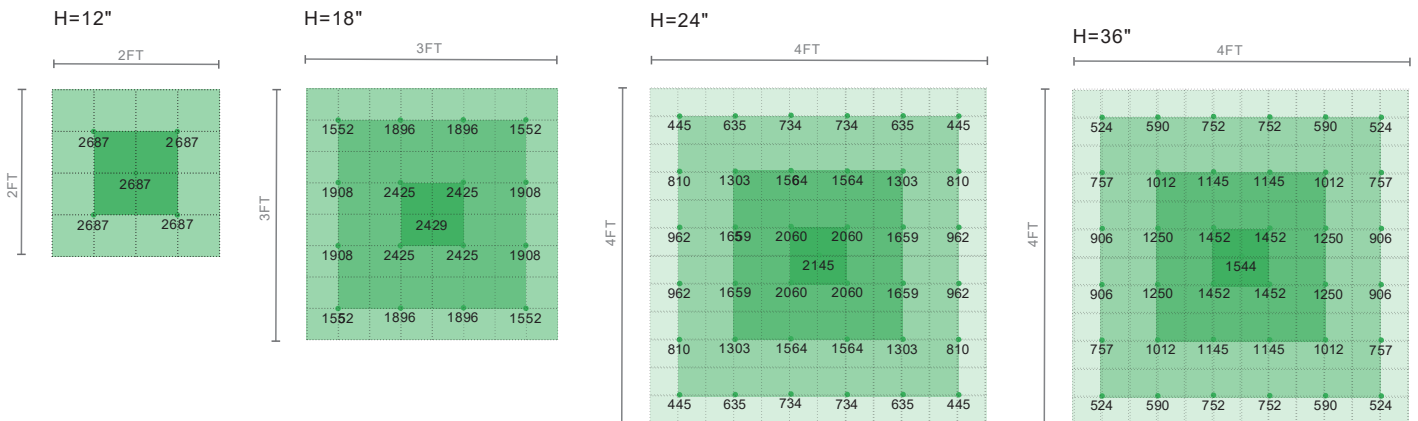 H=12"
2FT
2FT
2687 2687
2687
2687 2687
H=18"
3FT
3FT
1552 1896 1896 1552
1908 2425 2425 1908
2429
1908 2425 2425 1908
1552 1896 1896 1552
H=24"
4FT
4FT
445 635 734 734 635 445
810 1303 1564 1564 1303 810
962 1659 2060 2060 1659 962
2145
962 1659 2060 2060 1659 962
810 1303 1564 1564 1303 810
445 635 734 734 635 445
H=36"
4FT
4FT
524 590 752 752 590 524
757 1012 1145 1145 1012 757
906 1250 1452 1452 1250 906
1544
906 1250 1452 1452 1250 906
757 1012 1145 1145 1012 757
524 590 752 752 590 524